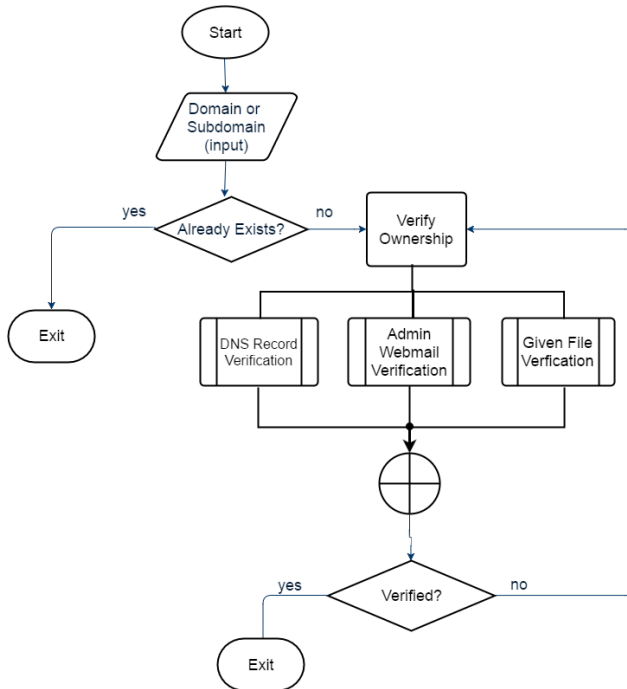 Start
Domain or
Subdomain
(input)
yes
Already Exists?
no
Verify
Ownership
Exit
DNS Record
Verification
Admin
Webmail
Verification
Given File
Verfication
yes
Verified?
no
Exit